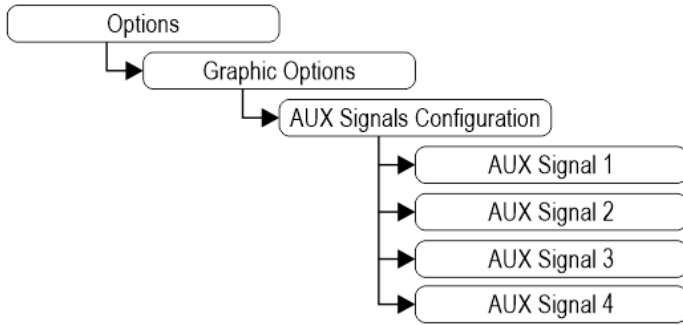 Options
Graphic Options
AUX Signals Configuration
AUX Signal 1
AUX Signal 2
AUX Signal 3
AUX Signal 4